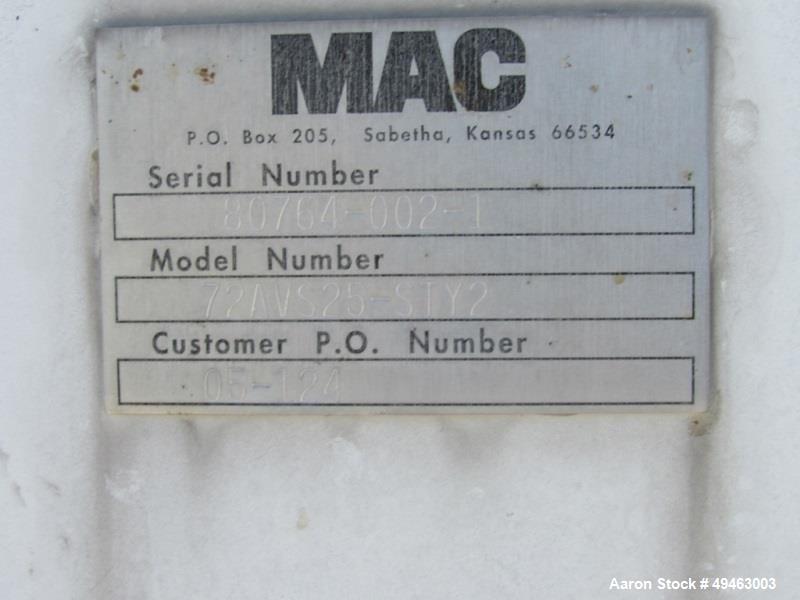 MAC
P.O. Box 205, Sabetha, Kansas 66534
Serial Number
80764-002-1
Model Number
72AVS25-STY2
Customer P.O. Number
05-124
Aaron Stock # 49463003